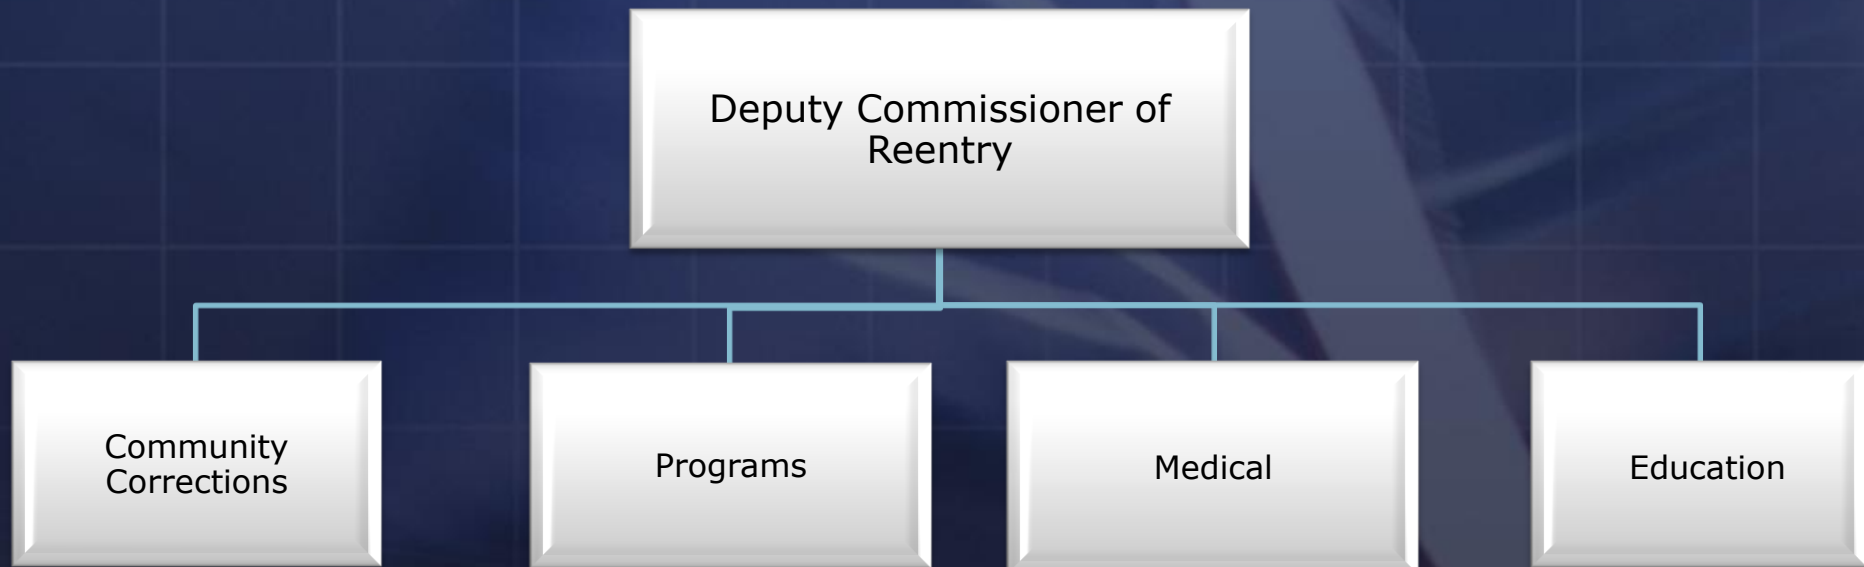 Deputy Commissioner of
Reentry
Community
Corrections
Programs
Medical
Education